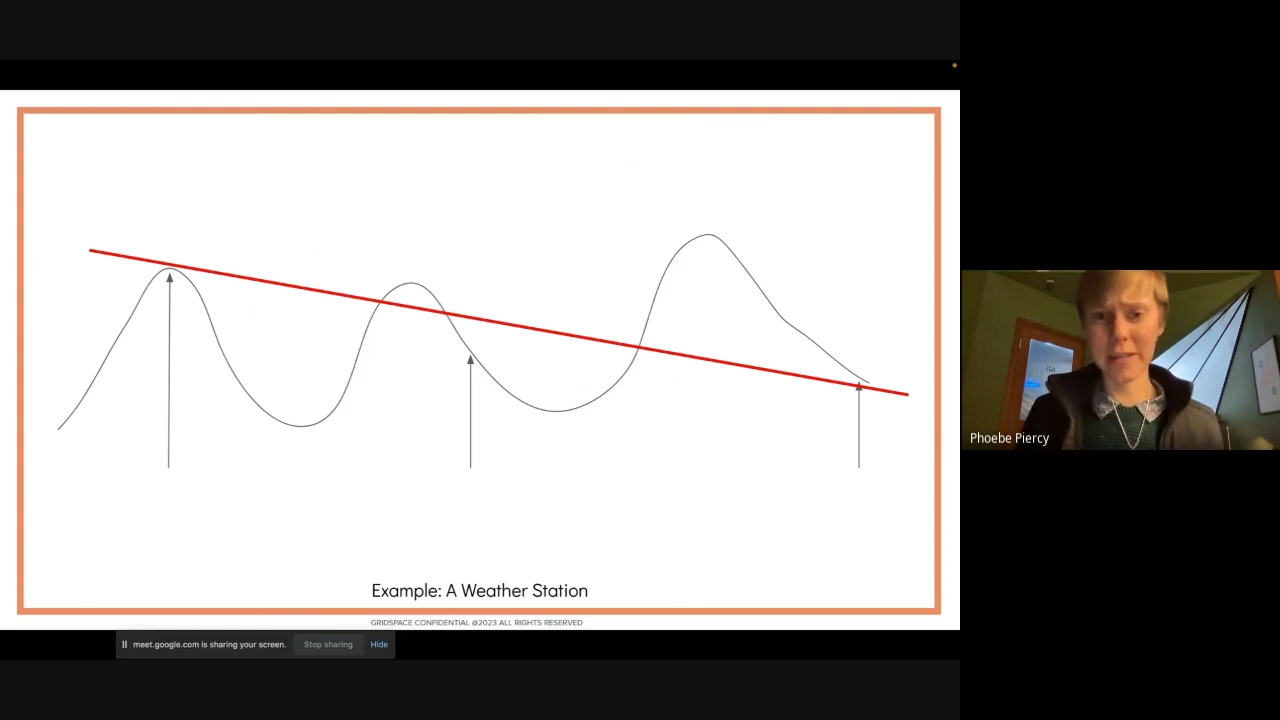 Example: A Weather Station
GRIDSPACE CONFIDENTIAL @2023 ALL RIGHTS RESERVED
meet.google.com is sharing your screen. Stop sharing Hide
Phoebe Piercy